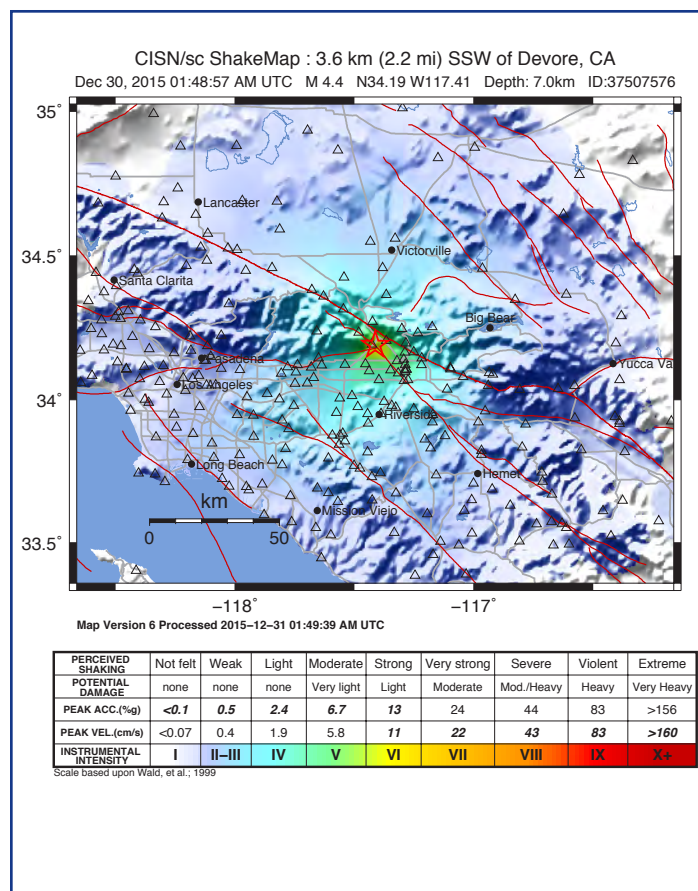 CISN/sc ShakeMap : 3.6 km (2.2 mi) SSW of Devore, CA
Dec 30, 2015 01:48:57 AM UTC M 4.4 N34.19 W117.41 Depth: 7.0km ID:37507576
35°
Lancaster
34.5°
Victorville
Santa Clarita
Big Bear
Pasadena
Yucca Va
Los Angeles
34°
Riverside
Long Beach
Hemet
km
Mission Viejo
0 50
33.5°
−118° −117°
Map Version 6 Processed 2015−12−31 01:49:39 AM UTC
PERCEIVED SHAKING Not felt Weak Light Moderate Strong Very strong Severe Violent Extreme
POTENTIAL DAMAGE none none none Very light Light Moderate Mod./Heavy Heavy Very Heavy
PEAK ACC.(%g) <0.1 0.5 2.4 6.7 13 24 44 83 >156
PEAK VEL.(cm/s) <0.07 0.4 1.9 5.8 11 22 43 83 >160
INSTRUMENTAL INTENSITY I II−III IV V VI VII VIII IX X+
Scale based upon Wald, et al.; 1999